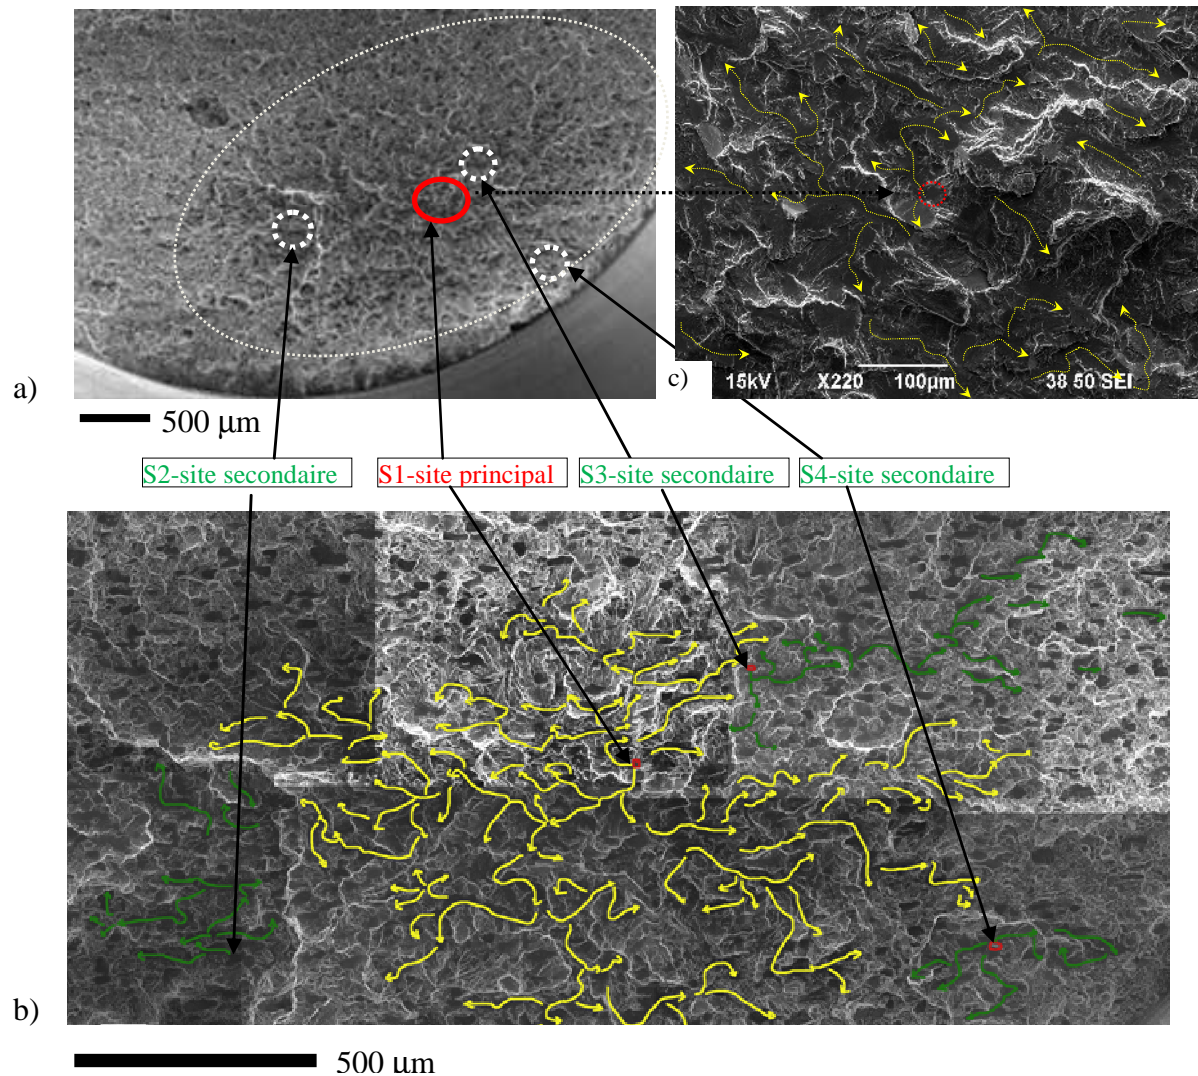 a)
500 µm
c)
15kV X220 100µm 38 50 SEI
S2-site secondaire
S1-site principal
S3-site secondaire
S4-site secondaire
b)
500 µm